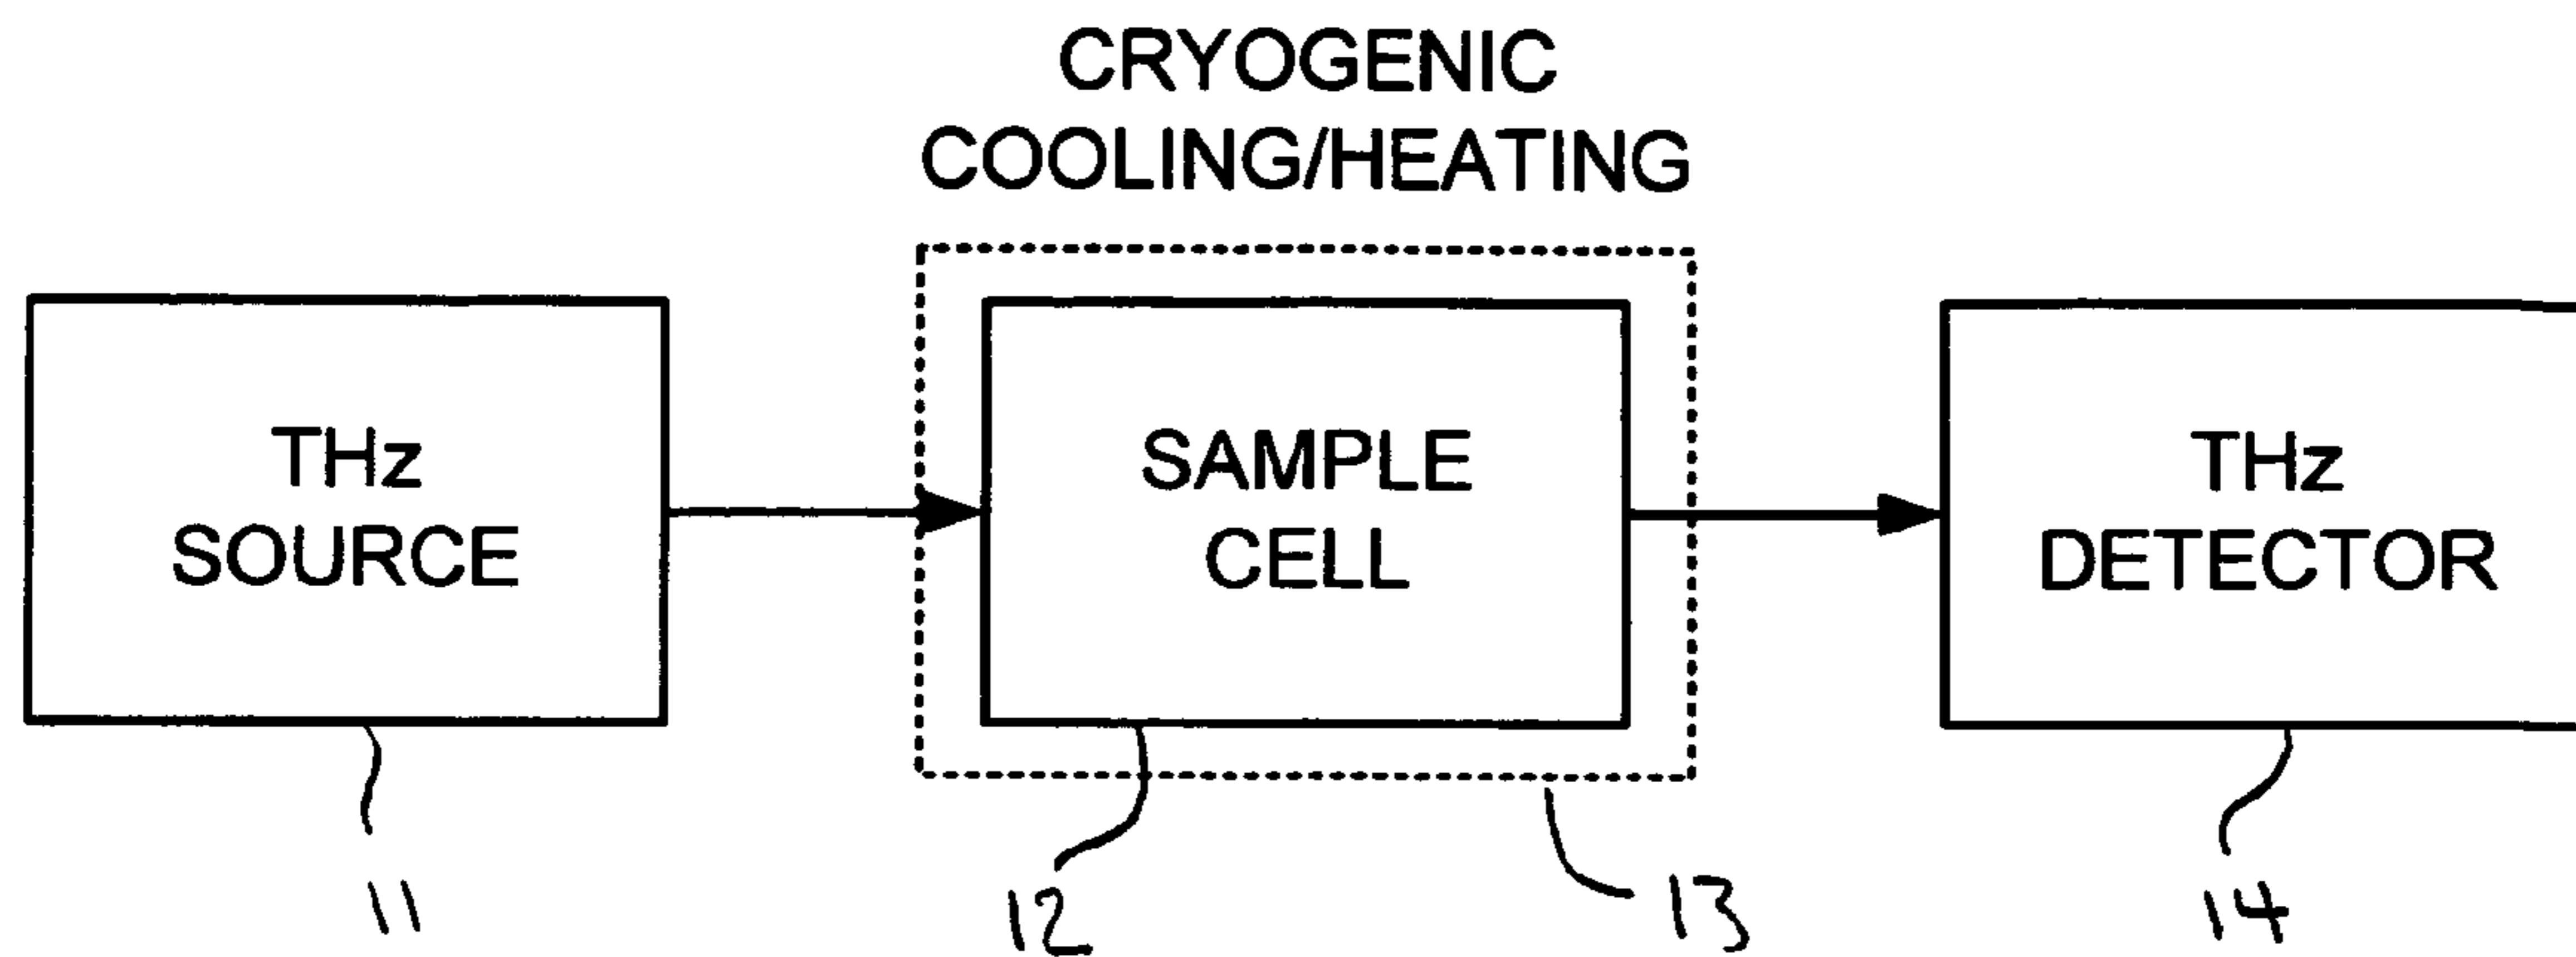 CRYOGENIC
COOLING/HEATING
THz
SOURCE
SAMPLE
CELL
THz
DETECTOR
11
12
13
14